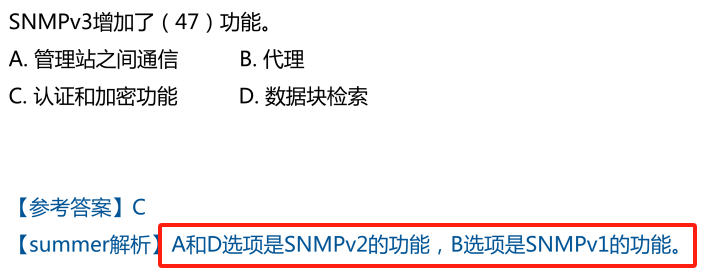 SNMPv3增加了（47）功能。
A. 管理站之间通信 B. 代理
C. 认证和加密功能 D. 数据块检索
【参考答案】C
【summer解析】A和D选项是SNMPv2的功能，B选项是SNMPv1的功能。